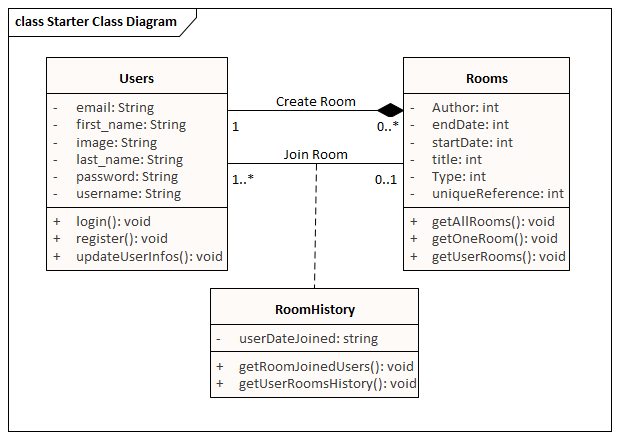 class Starter Class Diagram
Users
- email: String
- first_name: String
- image: String
- last_name: String
- password: String
- username: String
+ login(): void
+ register(): void
+ updateUserInfos(): void
Create Room
1 0..*
Join Room
1..* 0..1
Rooms
- Author: int
- endDate: int
- startDate: int
- title: int
- Type: int
- uniqueReference: int
+ getAllRooms(): void
+ getOneRoom(): void
+ getUserRooms(): void
RoomHistory
- userDateJoined: string
+ getRoomJoinedUsers(): void
+ getUserRoomsHistory(): void